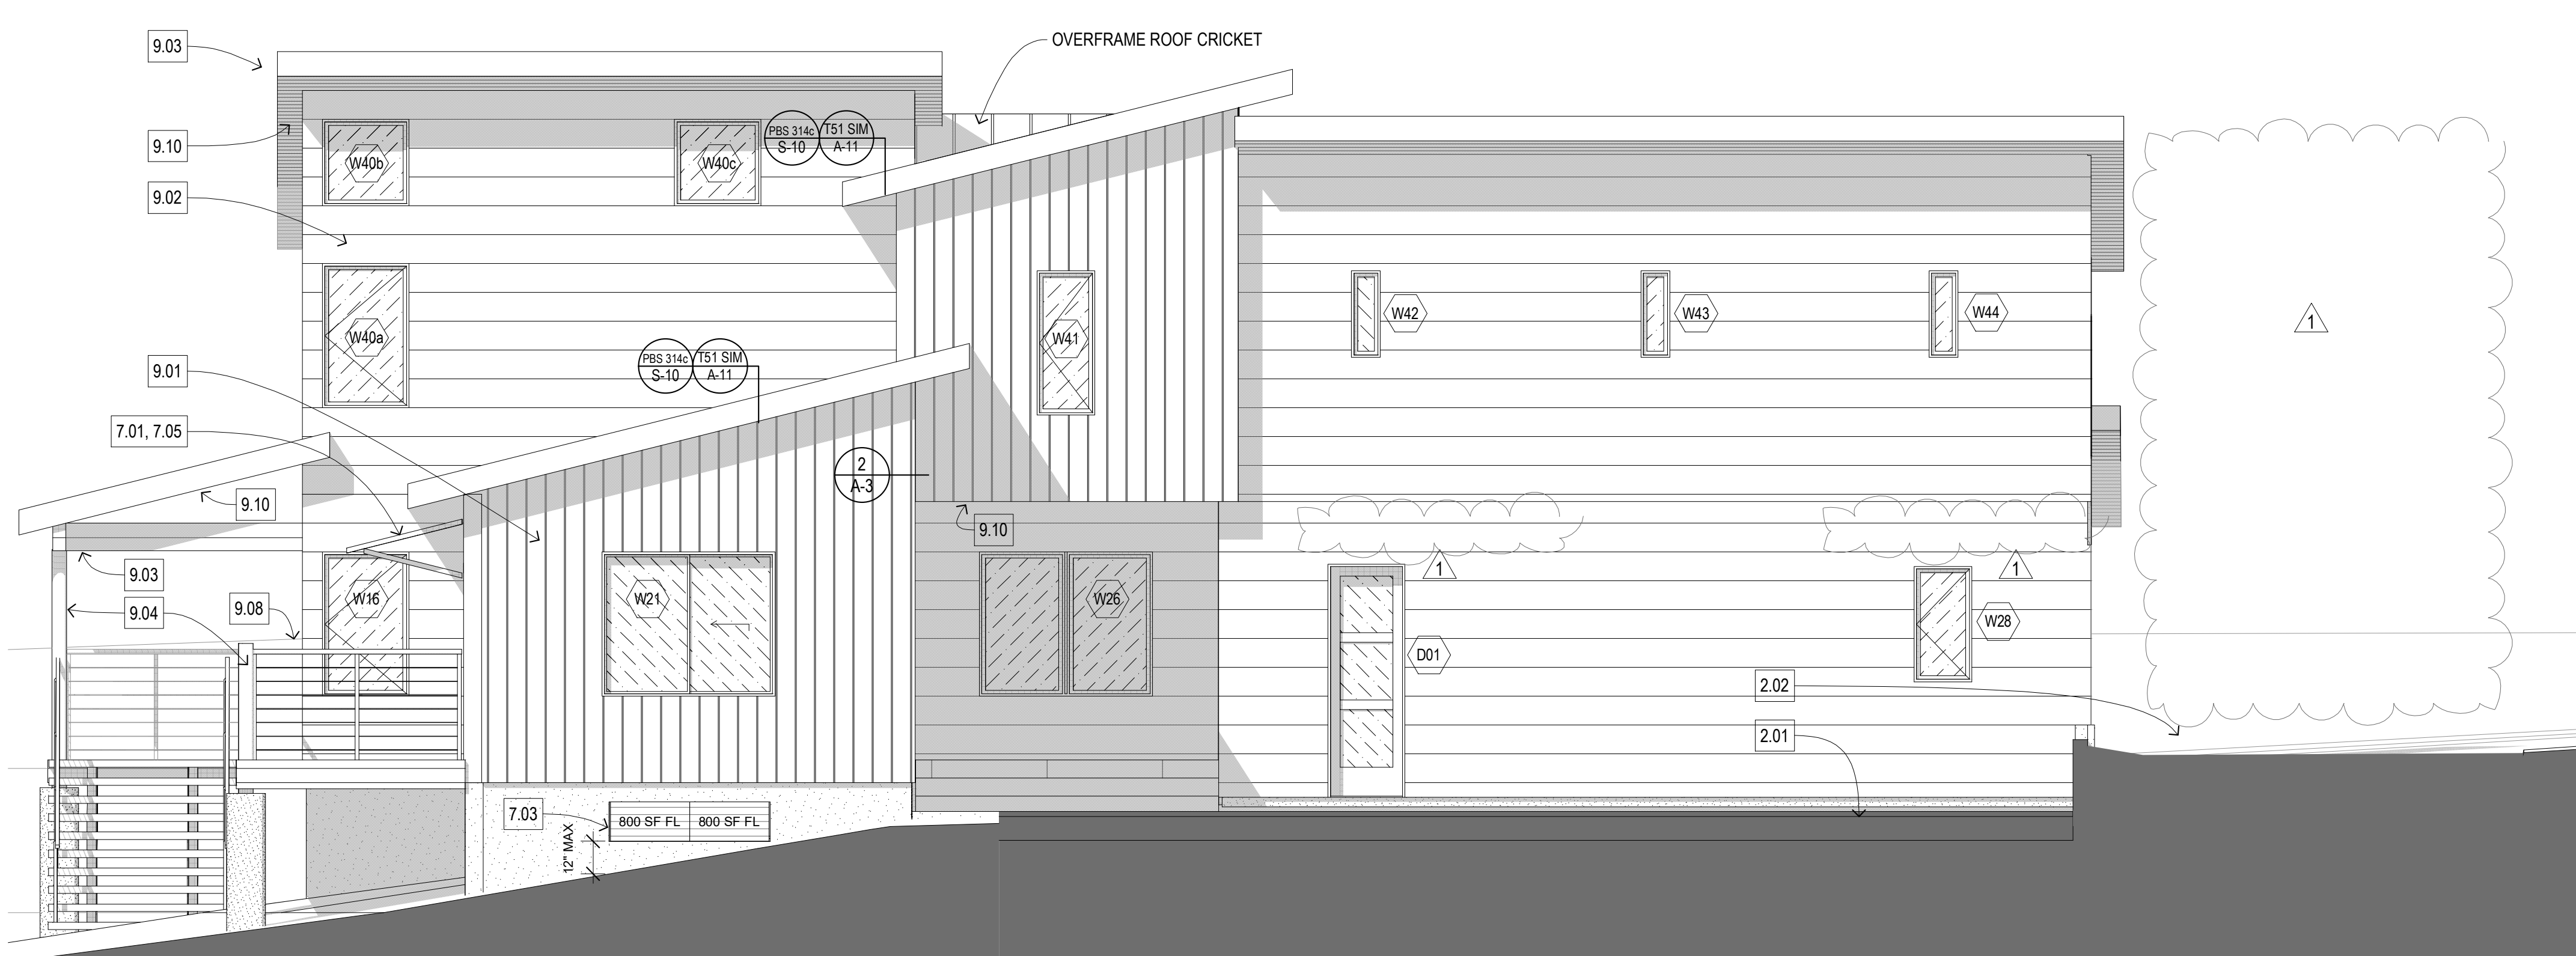 9.03
OVERFRAME ROOF CRICKET
9.10
PBS 314c
S-10
T51 SIM
A-11
W40b
W40c
9.02
W42
W43
W44
1
W40a
W41
PBS 314c
S-10
T51 SIM
A-11
9.01
7.01, 7.05
2
A-3
9.10
9.10
9.03
1
1
9.04
9.08
W16
W21
W26
W28
D01
2.02
2.01
7.03
800 SF FL
800 SF FL
12" MAX